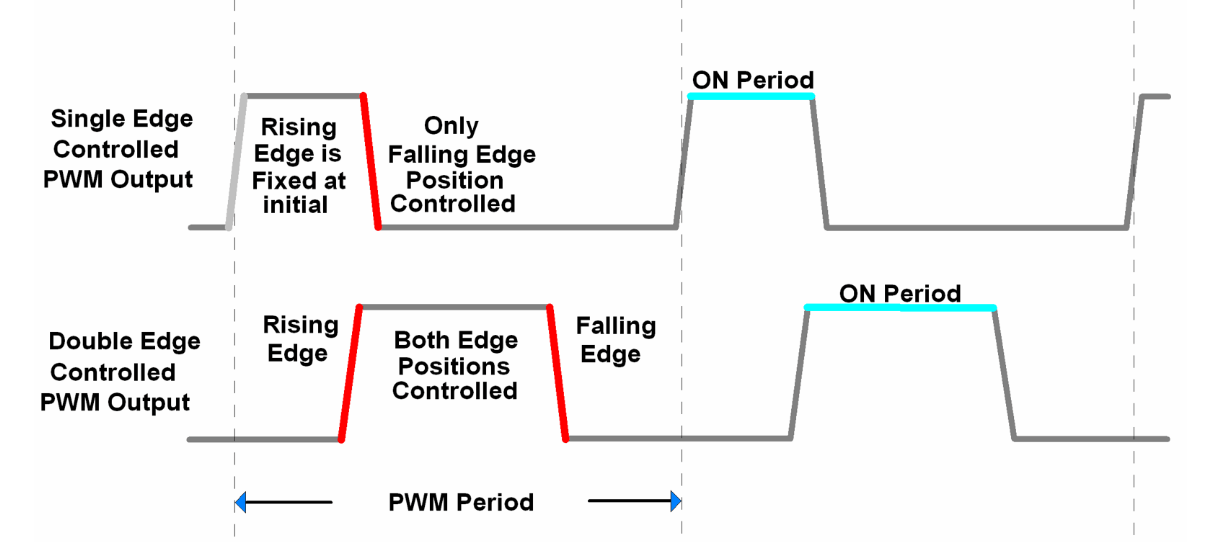 ON Period
Single Edge
Controlled
PWM Output
Rising
Edge is
Fixed at
initial
Only
Falling Edge
Position
Controlled
ON Period
Double Edge
Controlled
PWM Output
Rising
Edge
Both Edge
Positions
Controlled
Falling
Edge
PWM Period